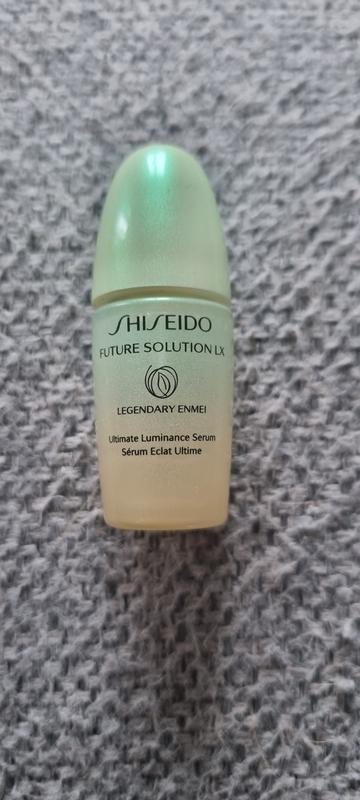 SHISEIDO
FUTURE SOLUTION LX
LEGENDARY ENMEI
Ultimate Luminance Serum
Sérum Eclat Ultime